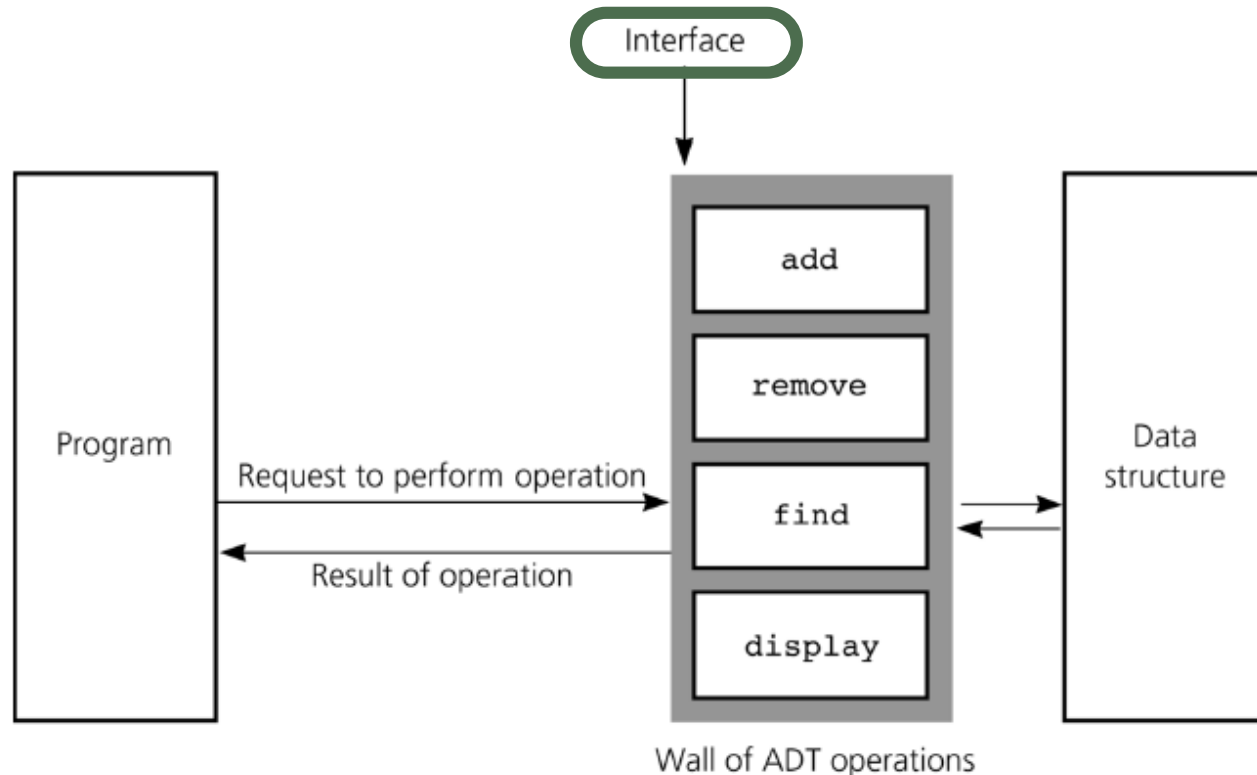 Interface
add
remove
Program
Data
structure
Request to perform operation
find
Result of operation
display
Wall of ADT operations